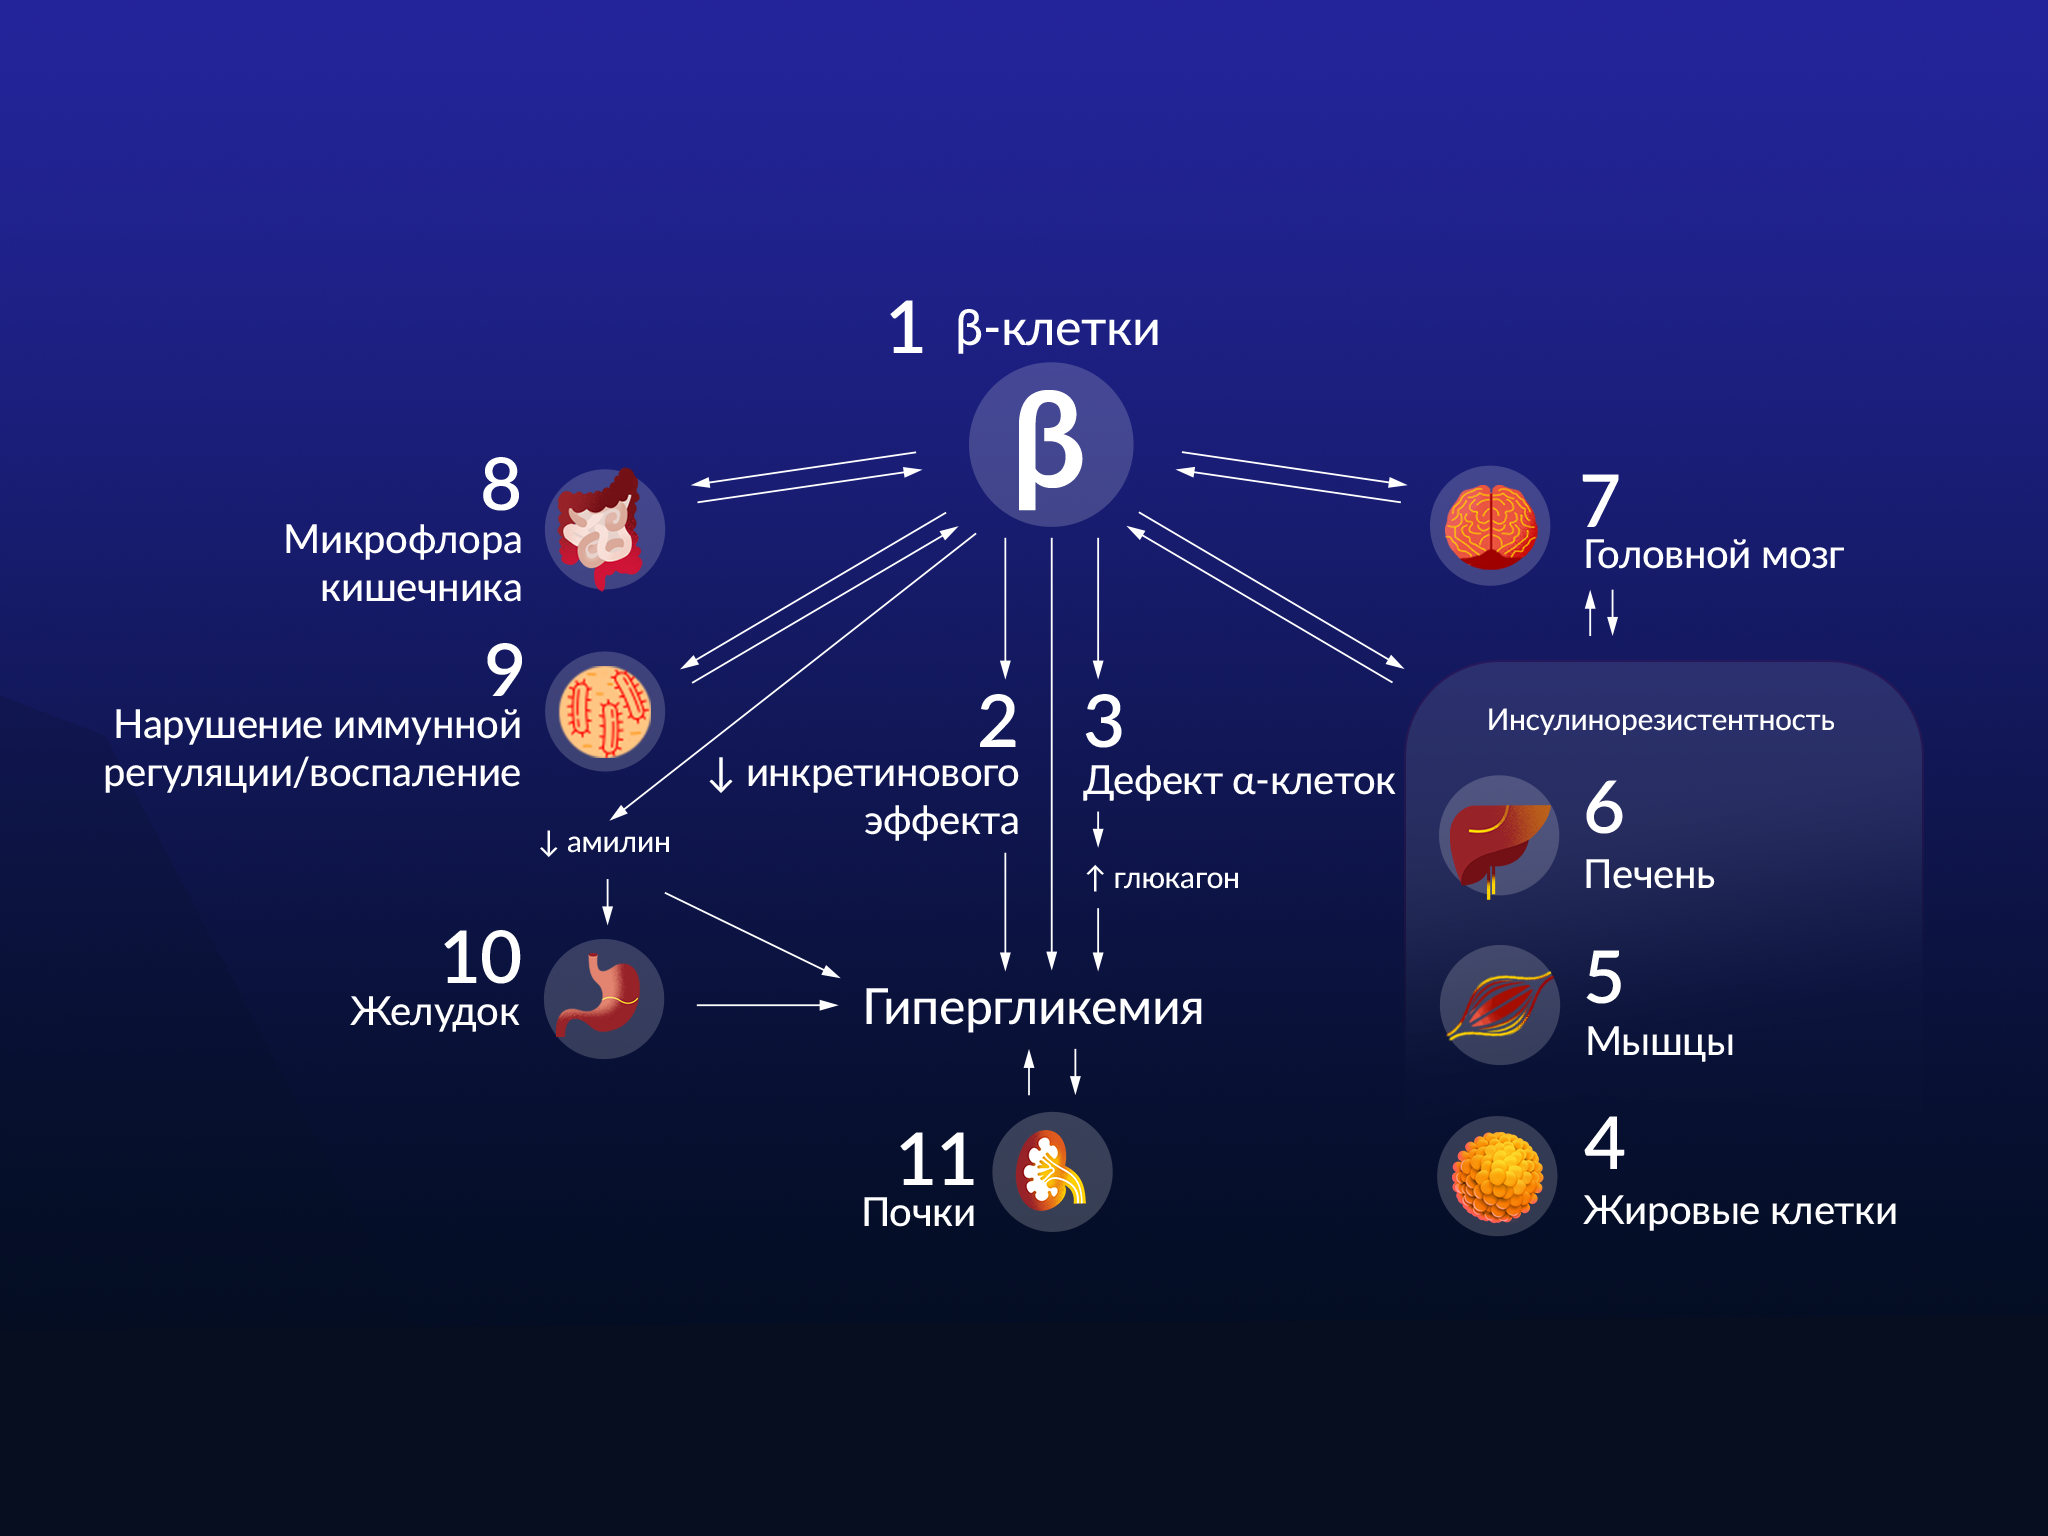 1 β-клетки
β
8
Микрофлора
кишечника
7
Головной мозг
9
Нарушение иммунной
регуляции/воспаление
2
↓ инкретинового
эффекта
3
Дефект α-клеток
↑ глюкагон
↓ амилин
10
Желудок
Гипергликемия
11
Почки
Инсулинорезистентность
6
Печень
5
Мышцы
4
Жировые клетки